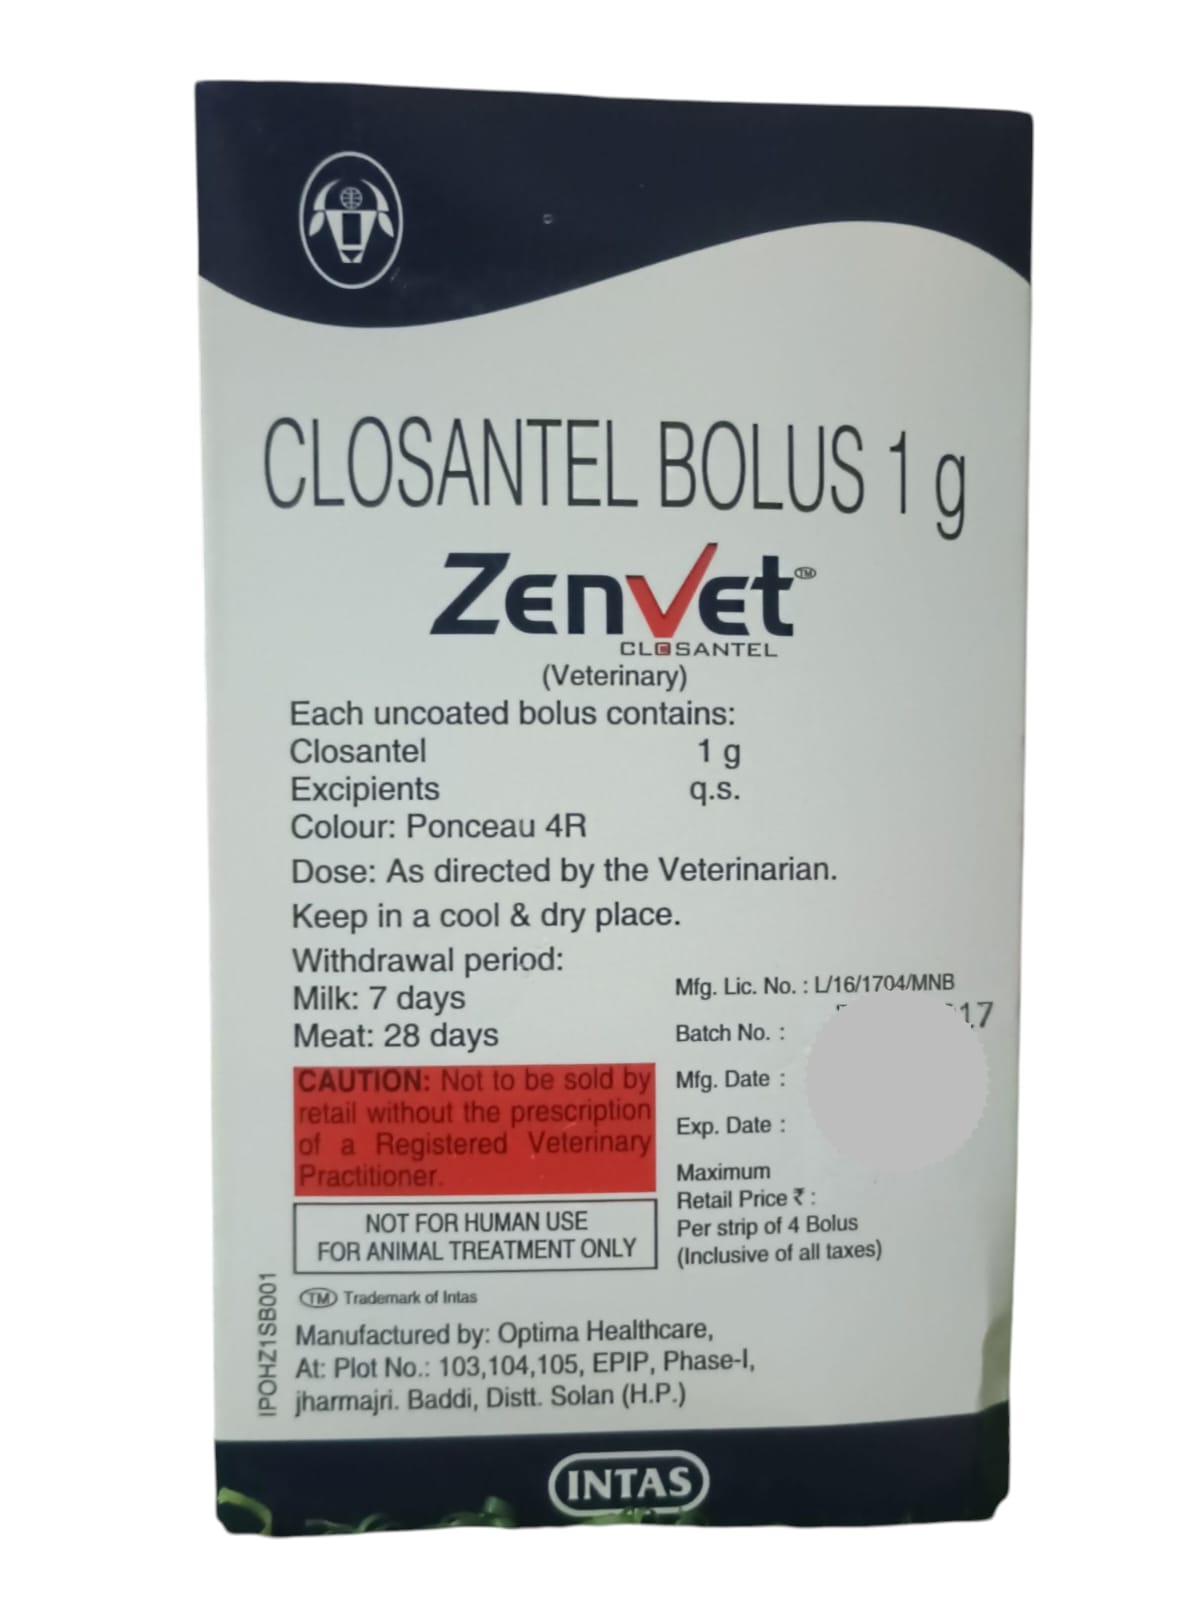 CLOSANTEL BOLUS 1 g
Zenvet TM
CLOSANTEL
(Veterinary)
Each uncoated bolus contains:
Closantel 1 g
Excipients q.s.
Colour: Ponceau 4R
Dose: As directed by the Veterinarian.
Keep in a cool & dry place.
Withdrawal period:
Milk: 7 days
Meat: 28 days
CAUTION: Not to be sold by
retail without the prescription
of a Registered Veterinary
Practitioner.
NOT FOR HUMAN USE
FOR ANIMAL TREATMENT ONLY
Mfg. Lic. No. : L/16/1704/MNB
Batch No. :
Mfg. Date :
Exp. Date :
Maximum
Retail Price ₹ :
Per strip of 4 Bolus
(Inclusive of all taxes)
IPOHZ1SB001
TM Trademark of Intas
Manufactured by: Optima Healthcare,
At: Plot No.: 103,104,105, EPIP, Phase-I,
jharmajri. Baddi, Distt. Solan (H.P.)
INTAS